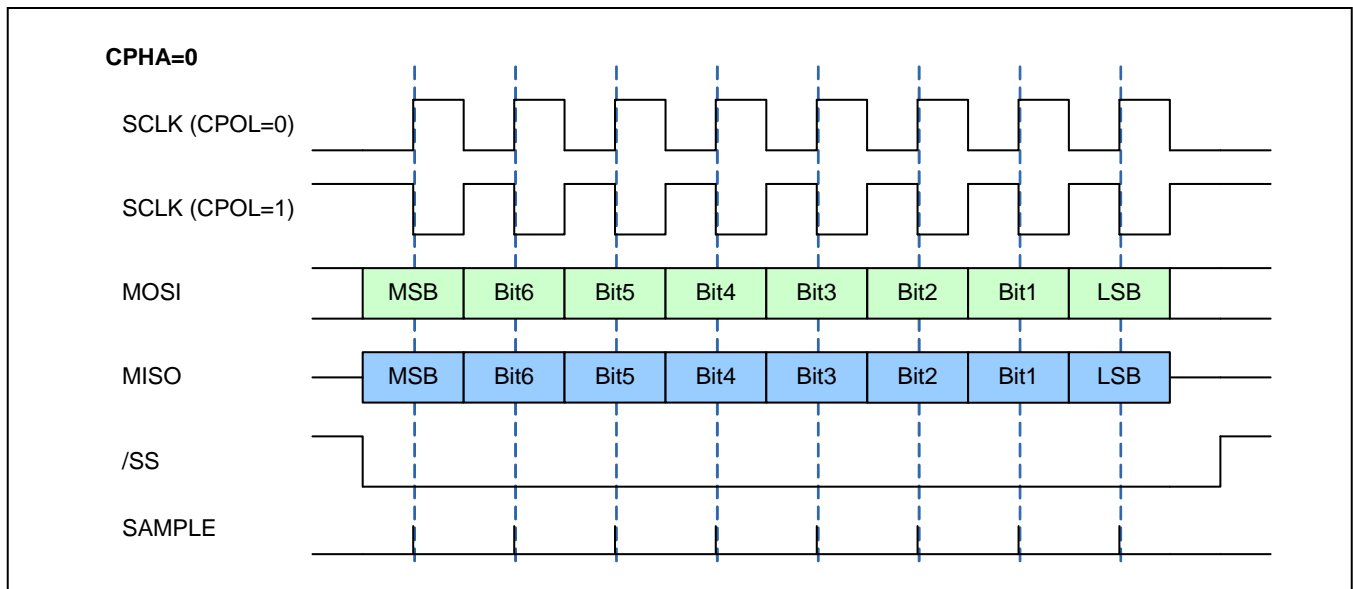 CPHA=0
SCLK (CPOL=0)
SCLK (CPOL=1)
MOSI MSB Bit6 Bit5 Bit4 Bit3 Bit2 Bit1 LSB
MISO MSB Bit6 Bit5 Bit4 Bit3 Bit2 Bit1 LSB
/SS
SAMPLE